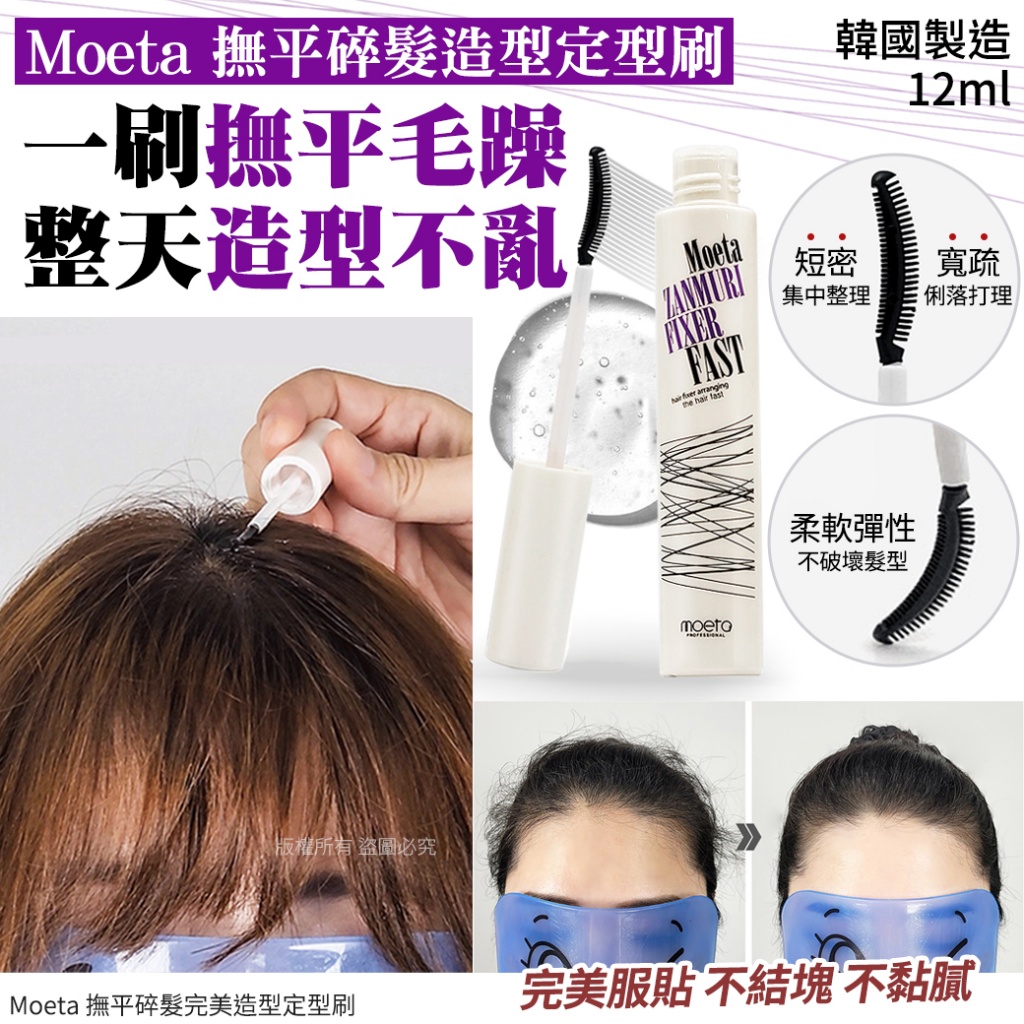 Moeta 撫平碎髮造型定型刷
韓國製造
12ml
一刷撫平毛躁
整天造型不亂
短密
集中整理
寬疏
俐落打理
Moeta
ZANMURI
FIXER
FAST
hair fixer arranging
the hair fast
柔軟彈性
不破壞髮型
moeta
PROFESSIONAL
版權所有 盜圖必究
完美服貼 不結塊 不黏膩
Moeta 撫平碎髮完美造型定型刷